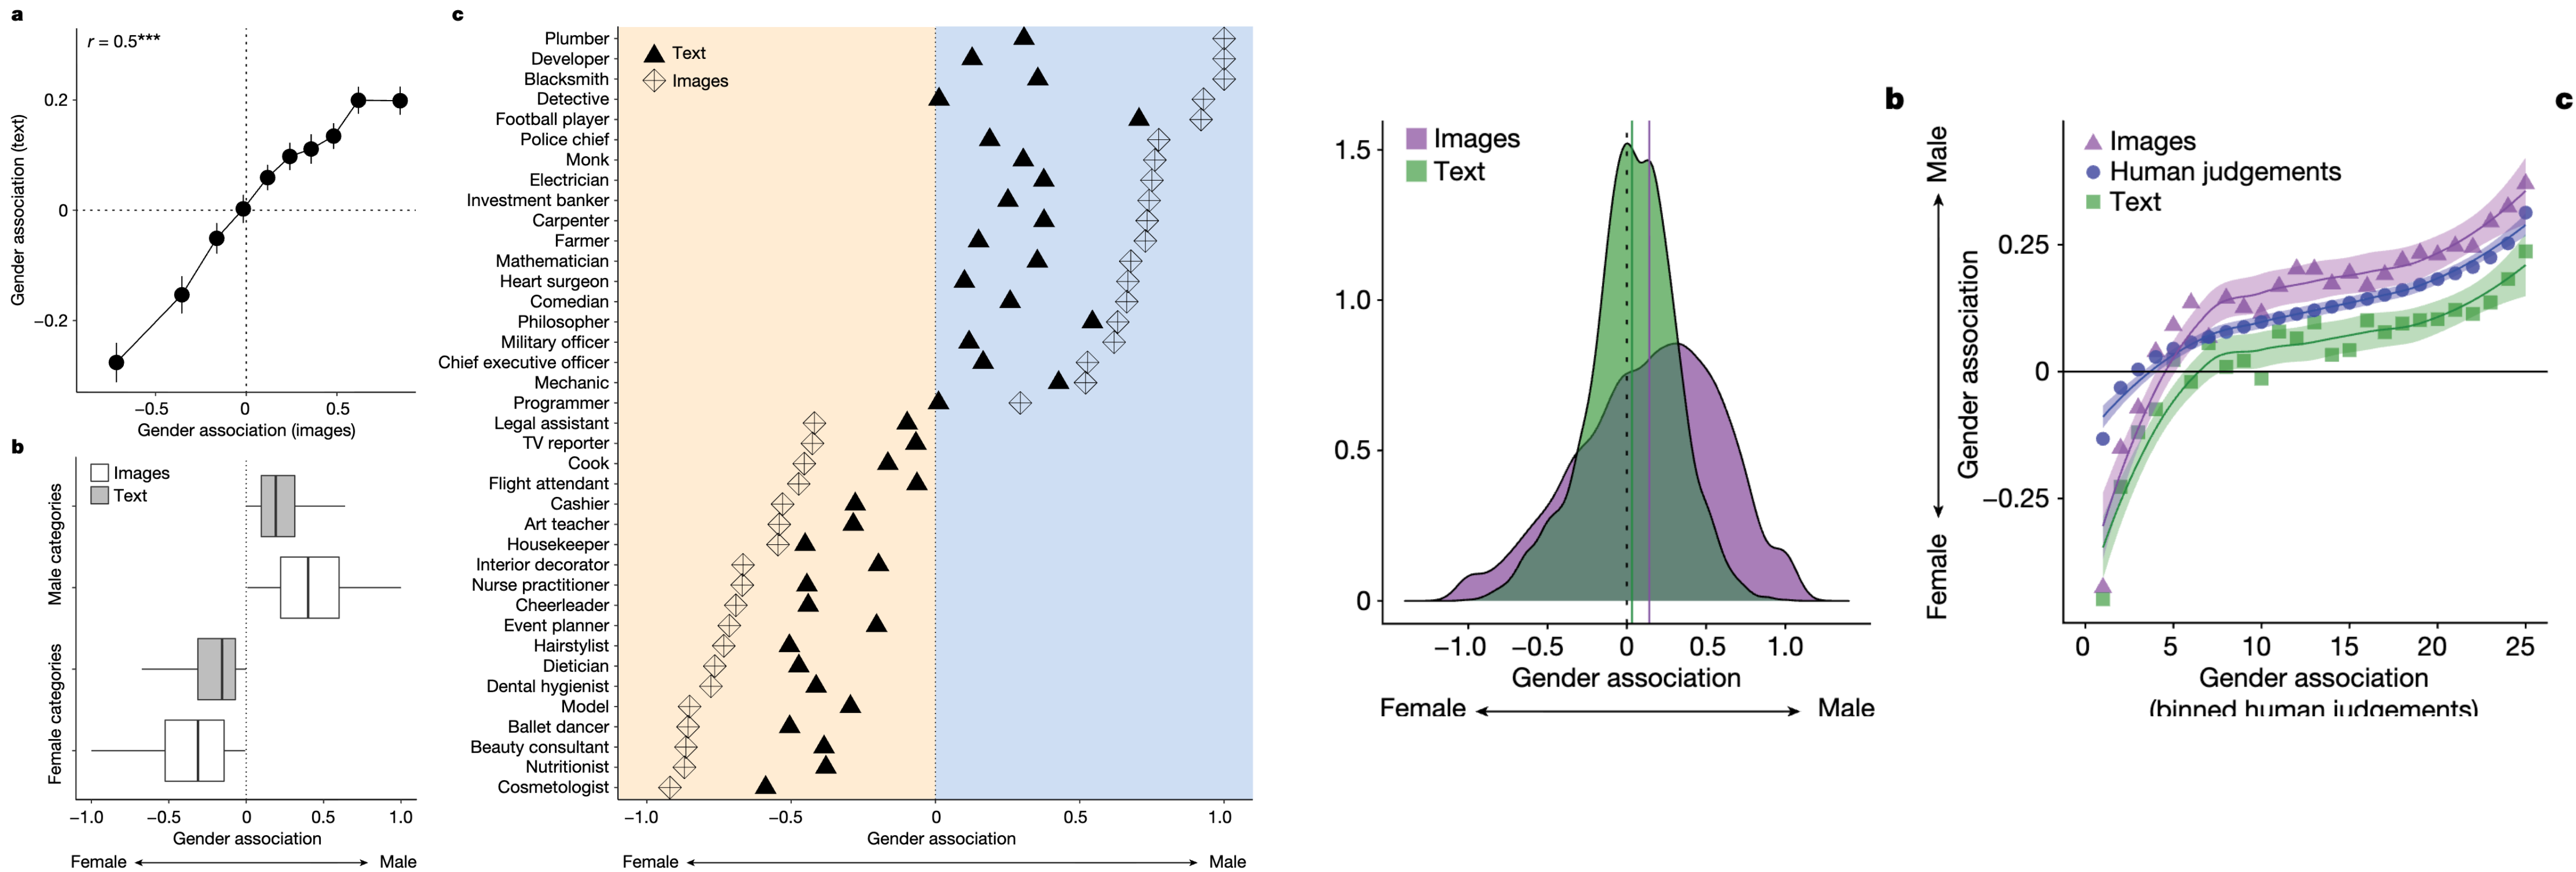 a
r = 0.5***
Gender association (text)
0.2
0
−0.2
−0.5
0
0.5
Gender association (images)
b
Images
Text
Male categories
Female categories
−1.0
−0.5
0
0.5
1.0
Gender association
Female
Male
c
Text
Images
Plumber
Developer
Blacksmith
Detective
Football player
Police chief
Monk
Electrician
Investment banker
Carpenter
Farmer
Mathematician
Heart surgeon
Comedian
Philosopher
Military officer
Chief executive officer
Mechanic
Programmer
Legal assistant
TV reporter
Cook
Flight attendant
Cashier
Art teacher
Housekeeper
Interior decorator
Nurse practitioner
Cheerleader
Event planner
Hairstylist
Dietician
Dental hygienist
Model
Ballet dancer
Beauty consultant
Nutritionist
Cosmetologist
−1.0
−0.5
0
0.5
1.0
Gender association
Female
Male
Images
Text
1.5
1.0
0.5
0
−1.0
−0.5
0
0.5
1.0
Gender association
Female
Male
b
Images
Human judgements
Text
Male
Female
Gender association
0.25
0
−0.25
0
5
10
15
20
25
Gender association
(binned human judgements)
c